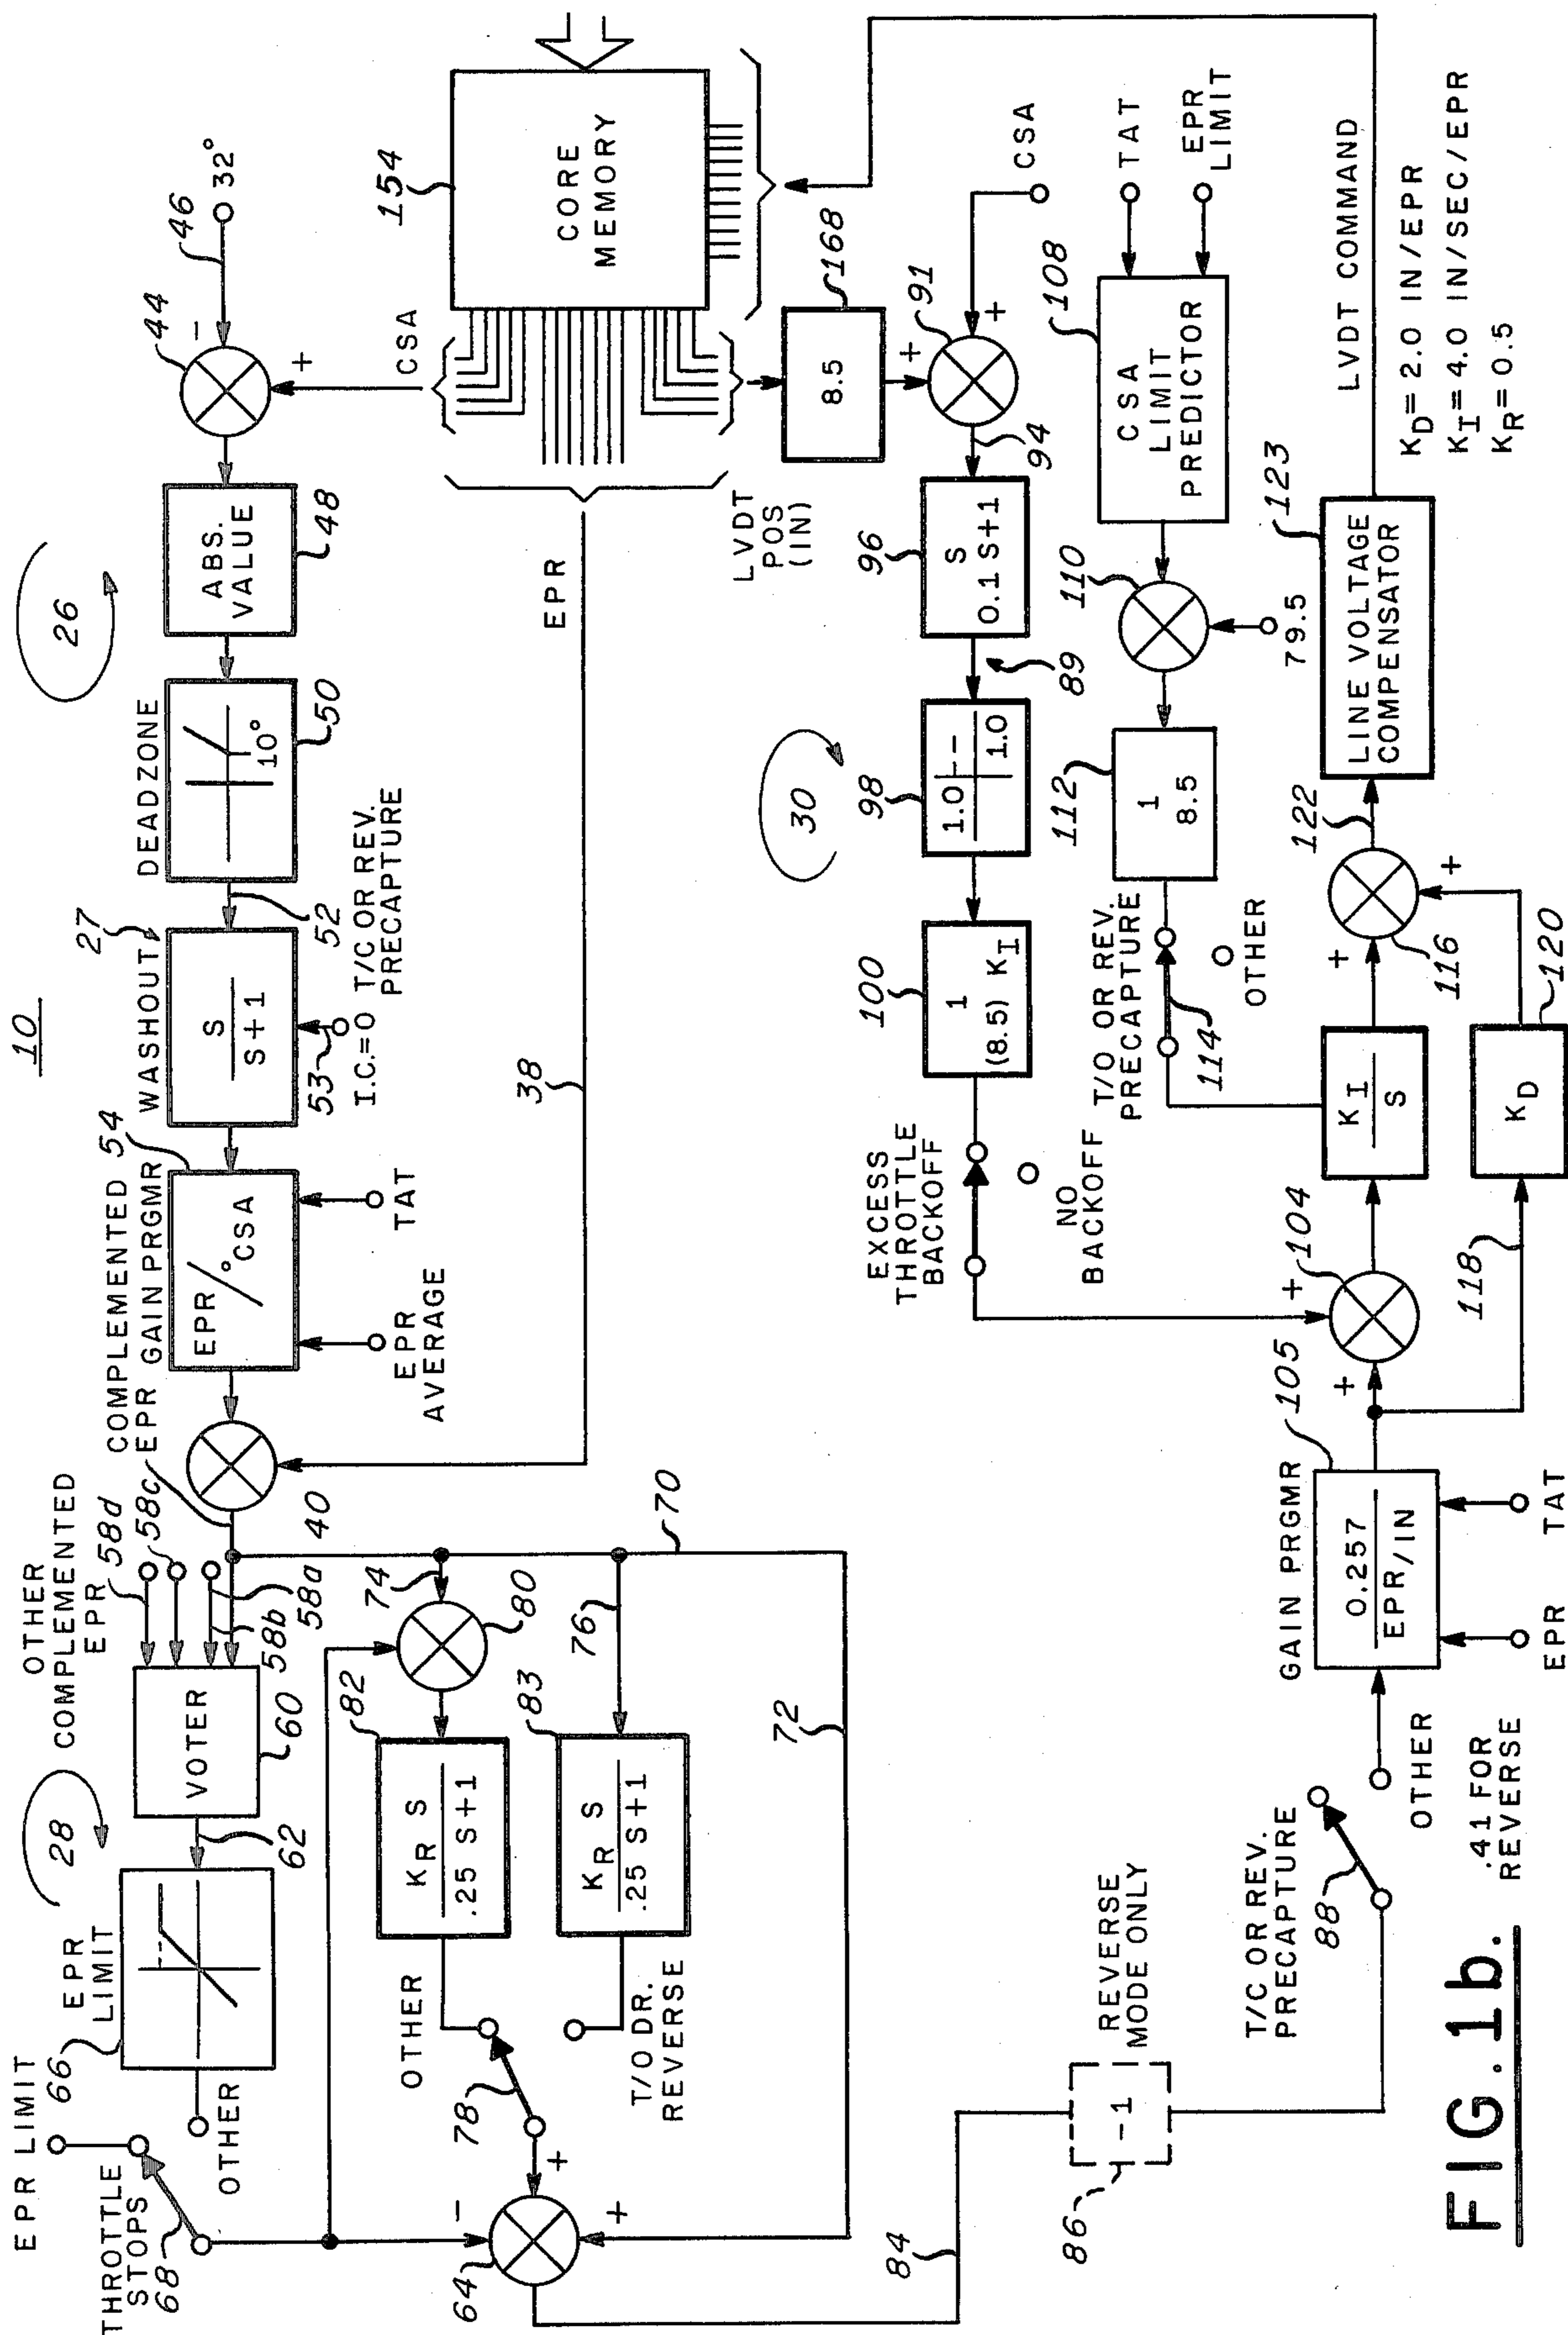 10
26
46
44
-
+
32°
CSA
ABS.
VALUE
48
DEADZONE
10°
50
52
27
WASHOUT
S
S+1
53
I.C.=0
T/C OR REV.
PRECAPTURE
COMPLEMENTED
EPR GAIN PRGMR
54
EPR
°CSA
TAT
EPR
AVERAGE
38
EPR
40
OTHER
COMPLEMENTED
EPR
58d
58c
58b
58a
VOTER
60
62
28
EPR
LIMIT
66
EPR LIMIT
THROTTLE
STOPS
68
OTHER
70
72
74
76
80
82
KR S
.25 S+1
83
KR S
.25 S+1
OTHER
78
T/O DR.
REVERSE
+
-
+
64
84
86
-1
REVERSE
MODE ONLY
154
CORE
MEMORY
LVDT
POS
(IN)
168
8.5
+
+
91
CSA
94
96
S
0.1 S+1
89
30
98
1.0
1.0
100
1
(8.5) KI
EXCESS
THROTTLE
BACKOFF
NO
BACKOFF
TAT
EPR
LIMIT
108
CSA
LIMIT
PREDICTOR
110
79.5
112
1
8.5
T/O OR REV.
PRECAPTURE
114
OTHER
T/C OR REV.
PRECAPTURE
88
OTHER
.41 FOR
REVERSE
GAIN PRGMR
105
0.257
EPR/IN
EPR
TAT
+
+
104
118
KI
S
KD
120
+
+
116
122
123
LINE VOLTAGE
COMPENSATOR
LVDT COMMAND
KD = 2.0 IN/EPR
KI = 4.0 IN/SEC/EPR
KR = 0.5
FIG. 1b.